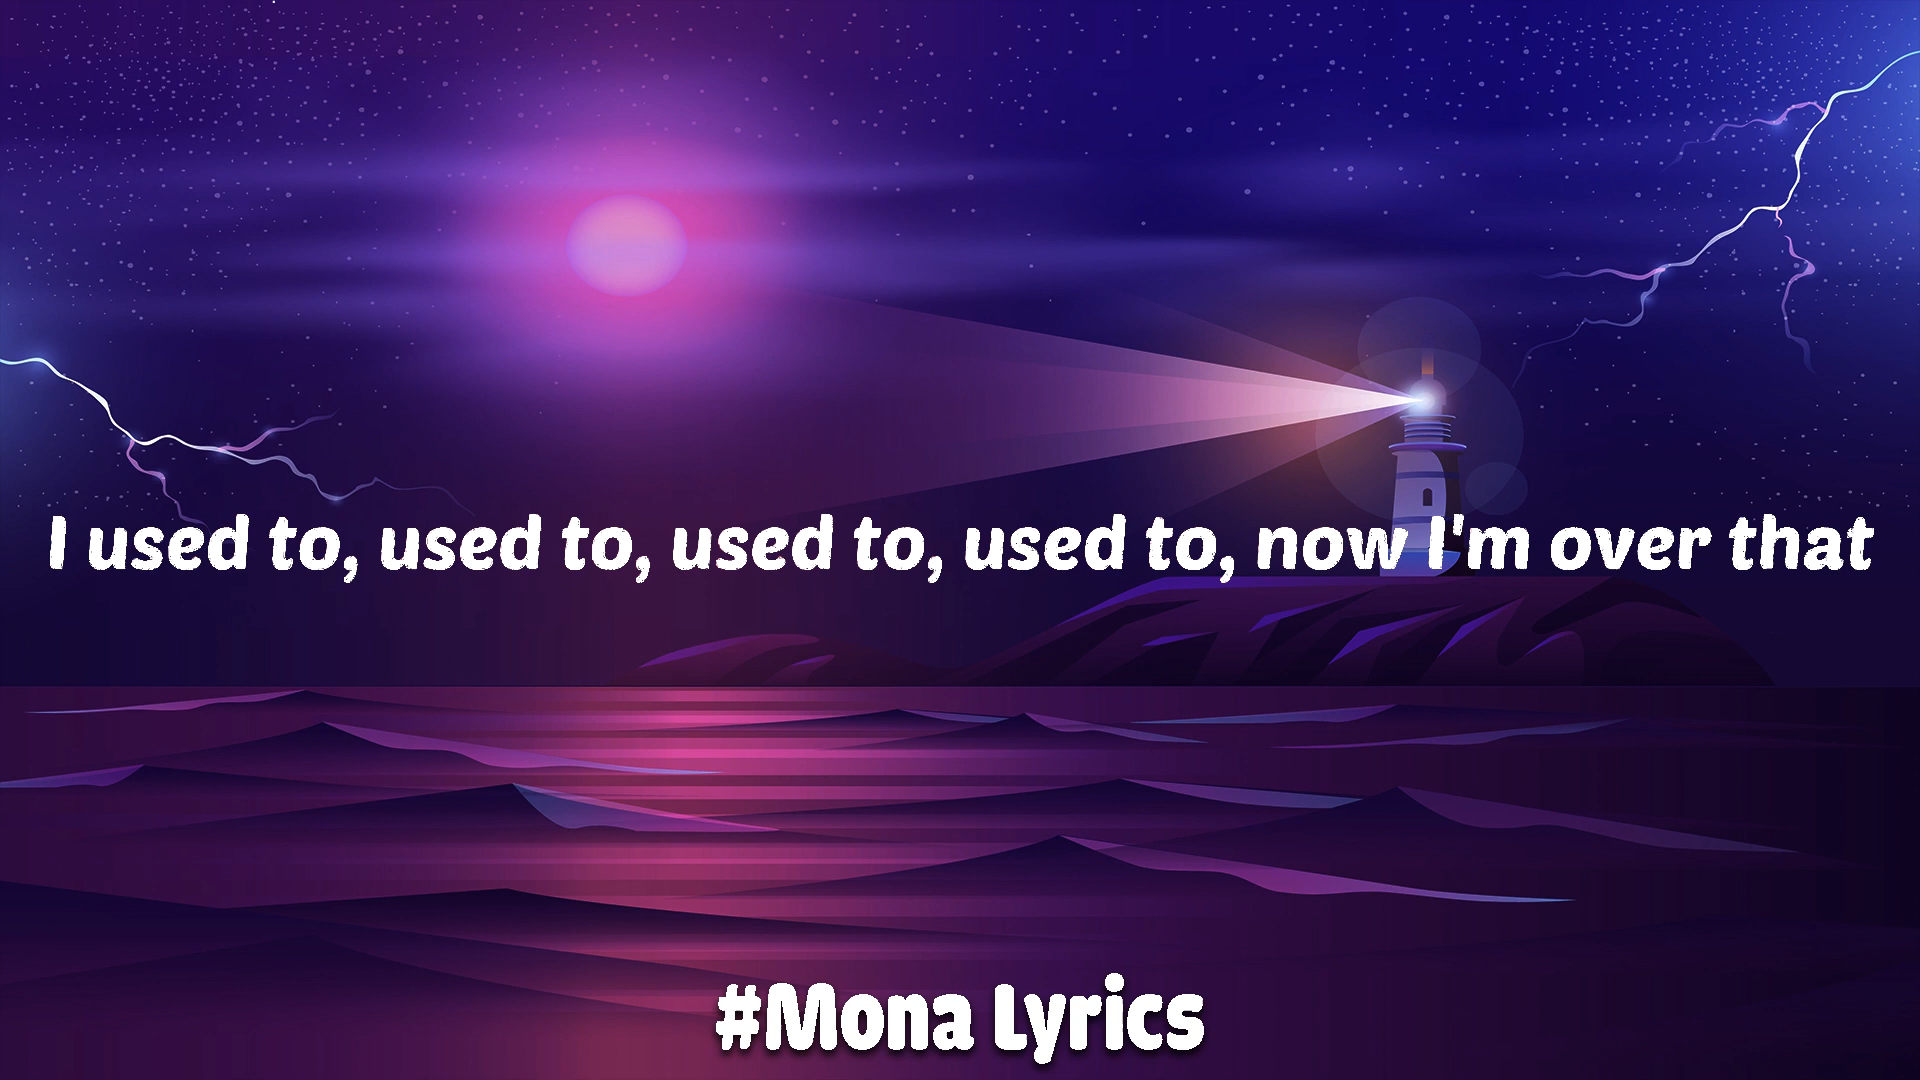 I used to, used to, used to, used to, now I'm over that
#Mona Lyrics